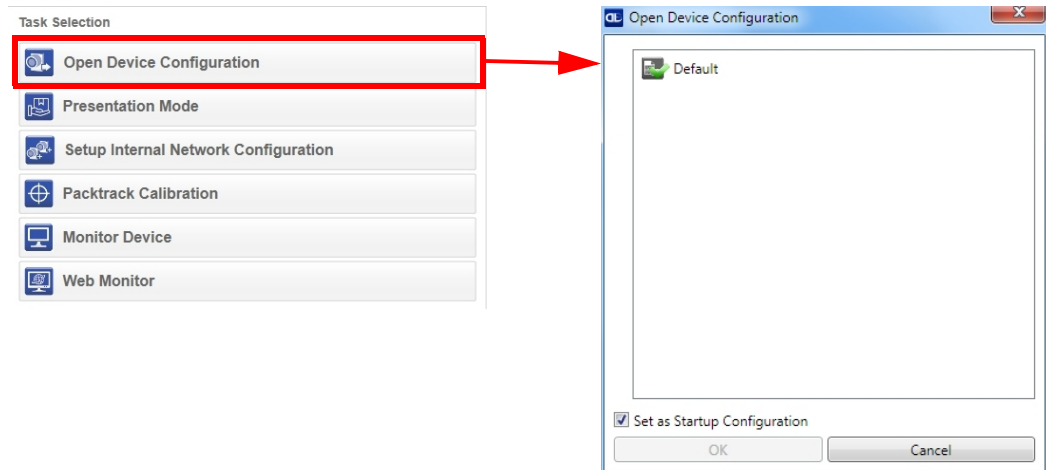 Task Selection
Open Device Configuration
Presentation Mode
Setup Internal Network Configuration
Packtrack Calibration
Monitor Device
Web Monitor
DL Open Device Configuration X
Default
Set as Startup Configuration
OK Cancel